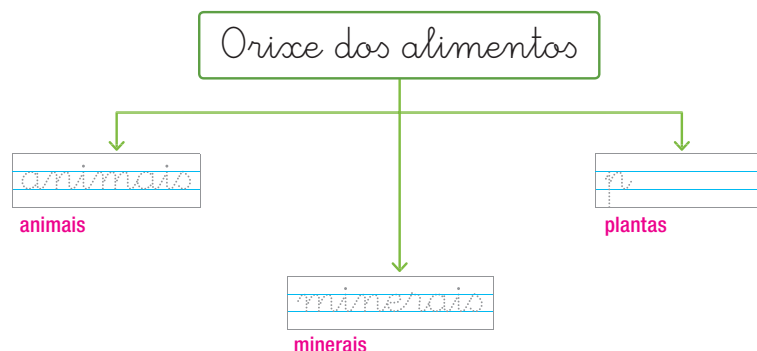 Orixe dos alimentos
animais
animais
p
plantas
minerais
minerais